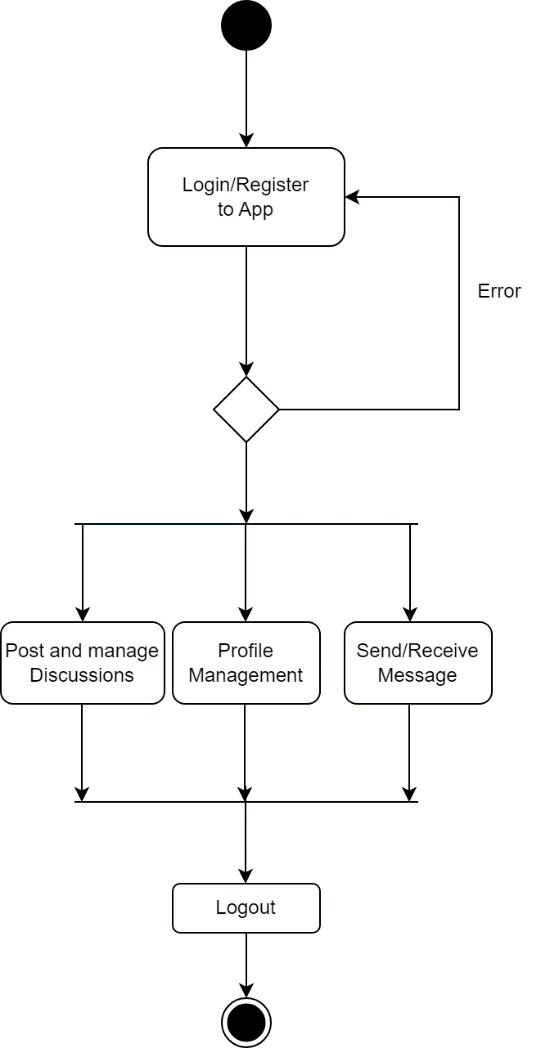 Login/Register
to App
Error
Post and manage
Discussions
Profile
Management
Send/Receive
Message
Logout